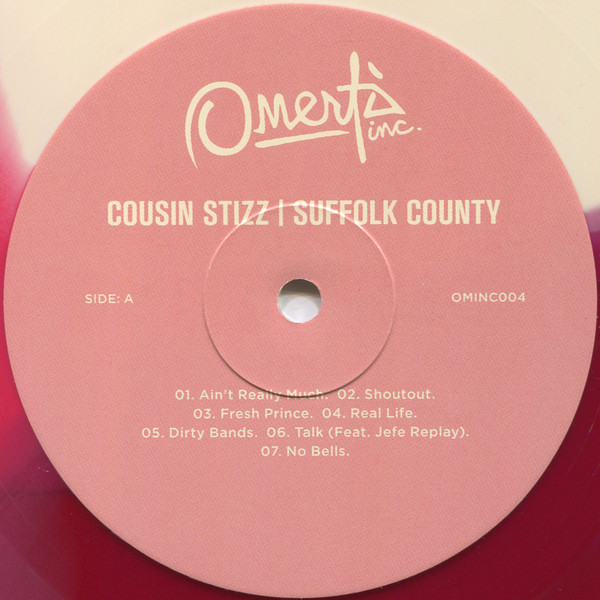 Omertà
inc.
COUSIN STIZZ | SUFFOLK COUNTY
SIDE: A
OMINC004
01. Ain't Really Much. 02. Shoutout.
03. Fresh Prince. 04. Real Life.
05. Dirty Bands. 06. Talk (Feat. Jefe Replay).
07. No Bells.